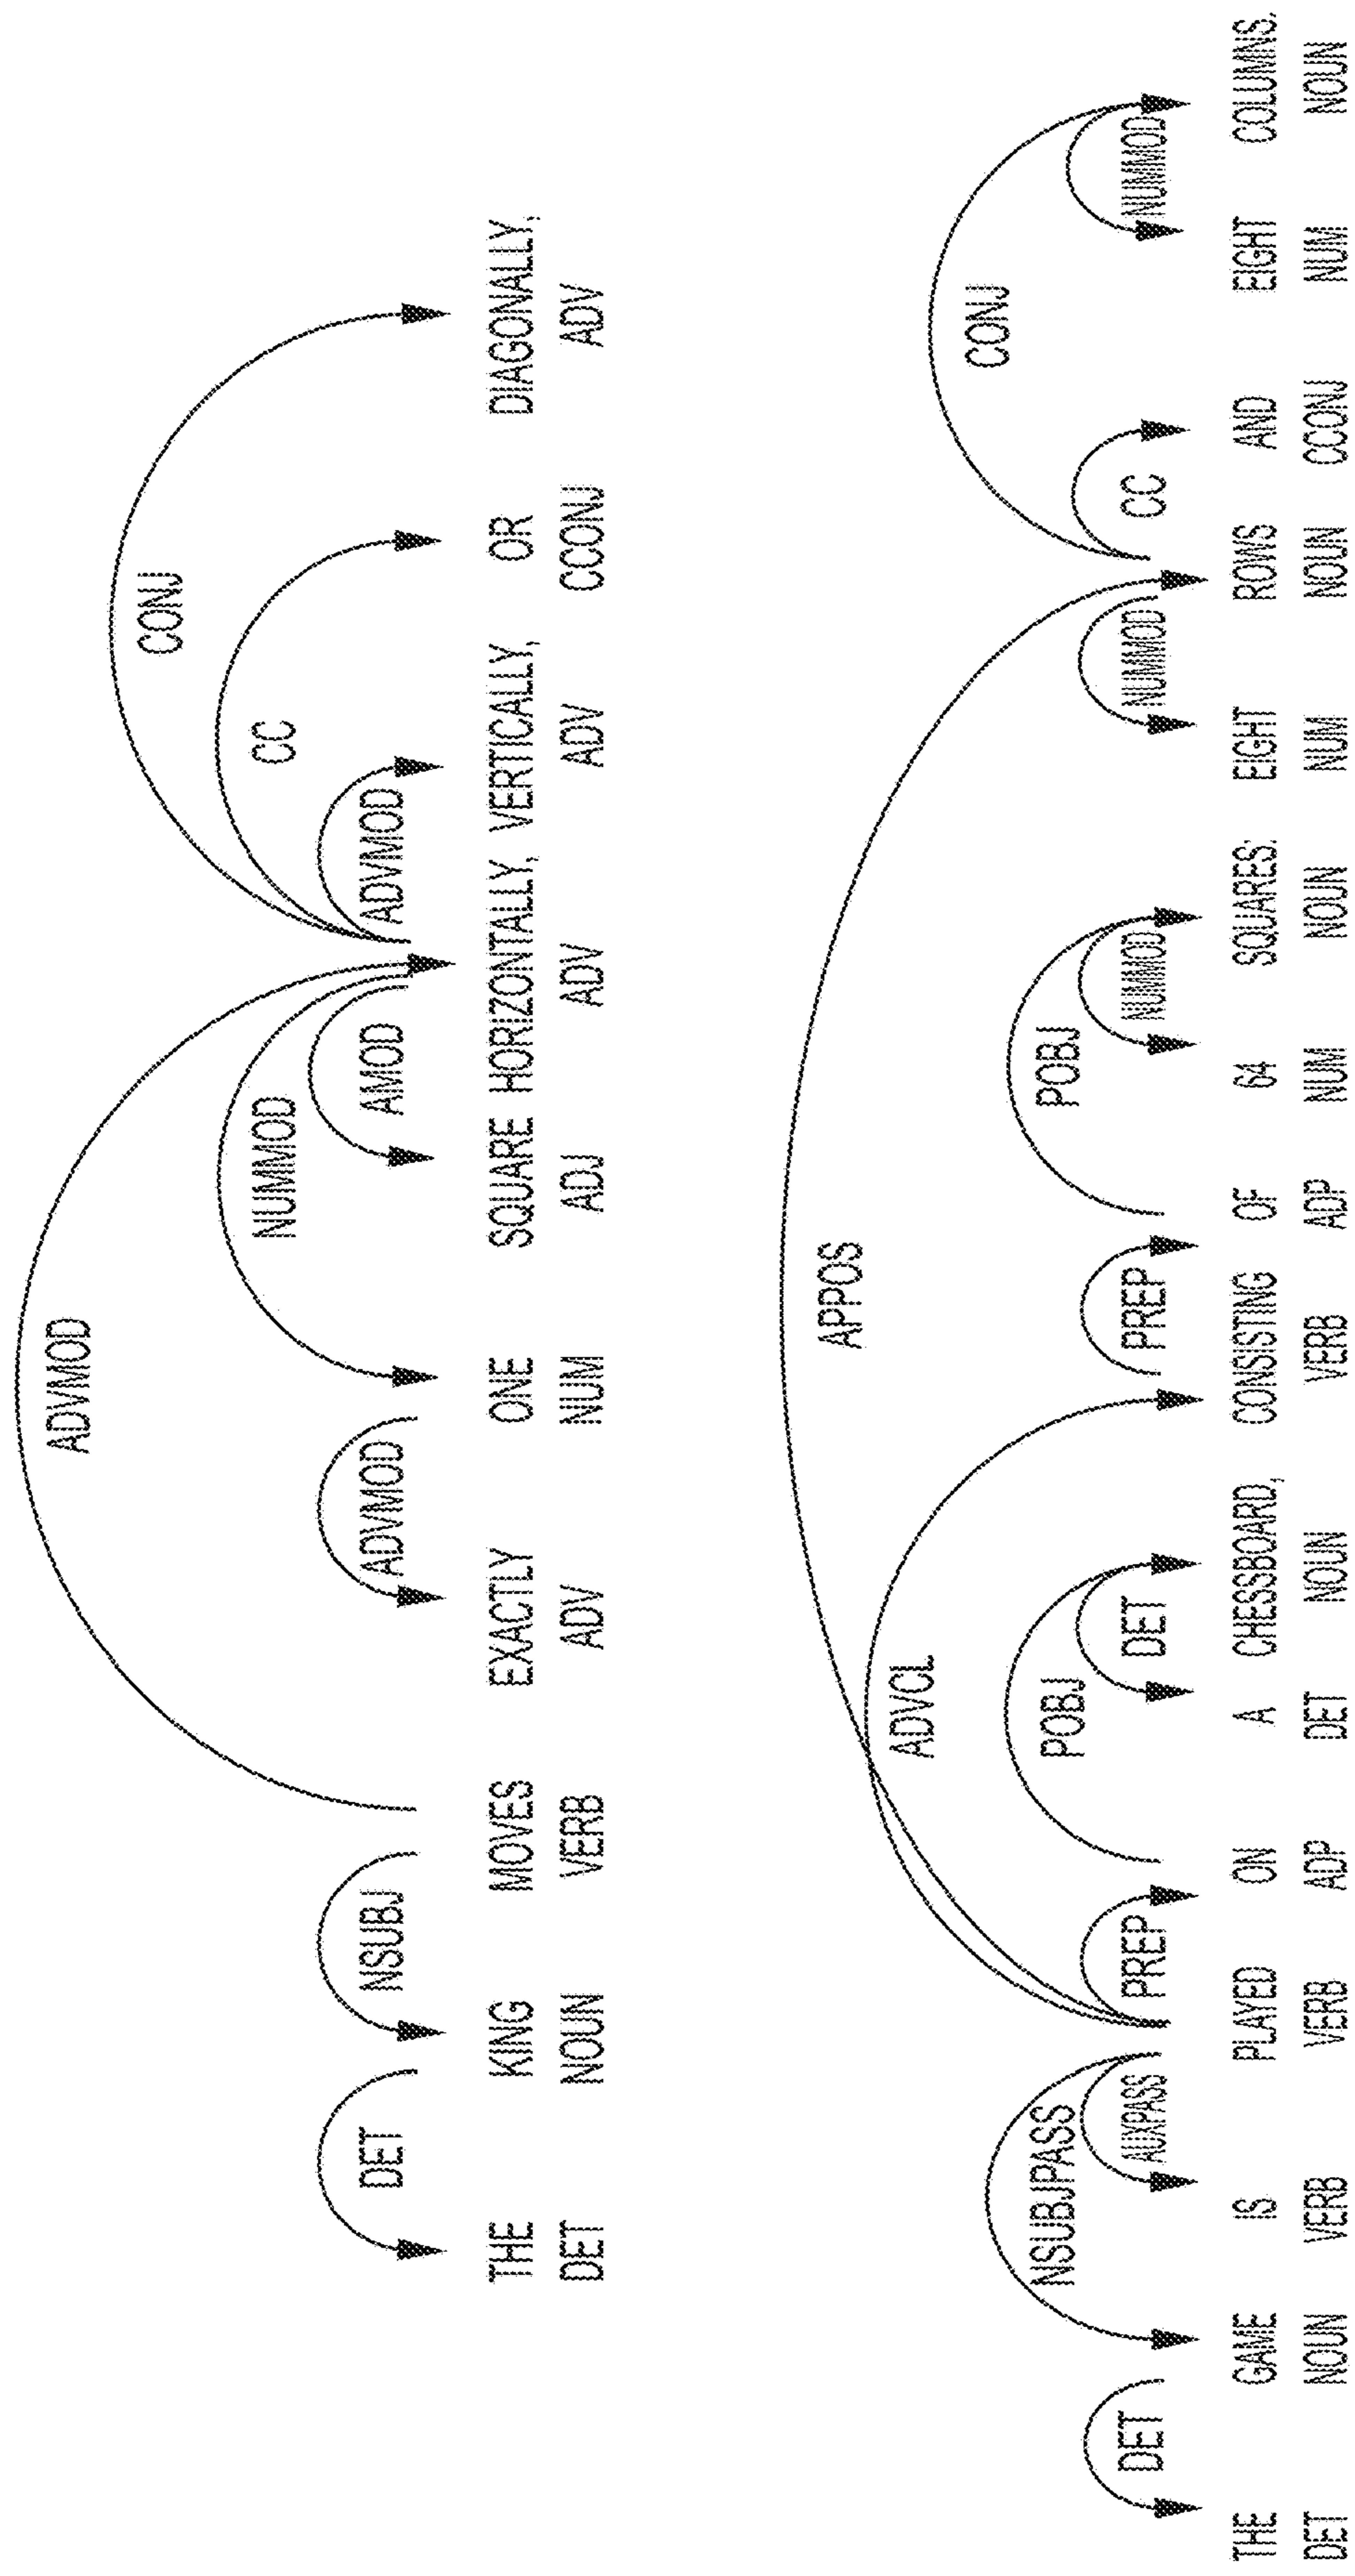 ADVMOD
CONJ
NUMMOD
CC
DET
NSUBJ
ADVMOD
AMOD
ADVMOD
THE KING MOVES EXACTLY ONE SQUARE HORIZONTALLY, VERTICALLY, OR DIAGONALLY,
DET NOUN VERB ADV NUM ADJ ADV ADV CCONJ ADV
APPOS
ADVCL
CONJ
NSUBJPASS
POBJ
POBJ
DET
AUXPASS
PREP
DET
PREP
NUMMOD
NUMMOD
CC
NUMMOD
THE GAME IS PLAYED ON A CHESSBOARD, CONSISTING OF 64 SQUARES: EIGHT ROWS AND EIGHT COLUMNS.
DET NOUN VERB VERB ADP DET NOUN VERB ADP NUM NOUN NUM NOUN CCONJ NUM NOUN